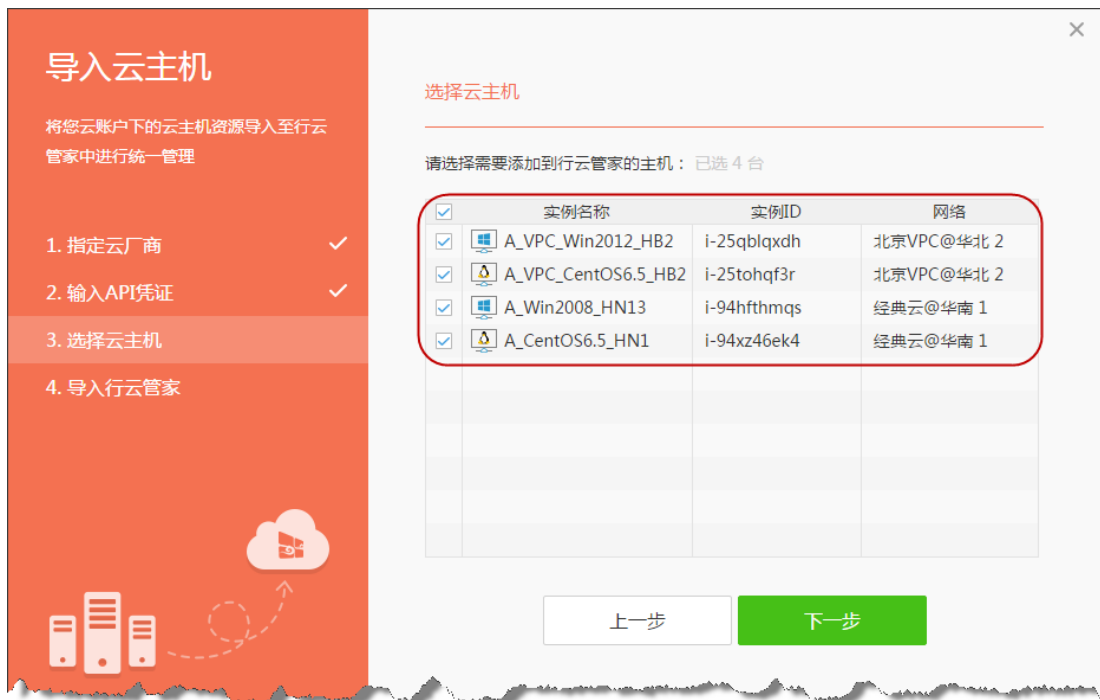 导入云主机
将您云账户下的云主机资源导入至行云
管家中进行统一管理
1. 指定云厂商
2. 输入API凭证
3. 选择云主机
4. 导入行云管家
选择云主机
请选择需要添加到行云管家的主机： 已选 4 台
实例名称 实例ID 网络
A_VPC_Win2012_HB2 i-25qblqxdh 北京VPC@华北 2
A_VPC_CentOS6.5_HB2 i-25tohqf3r 北京VPC@华北 2
A_Win2008_HN13 i-94hfthmqs 经典云@华南 1
A_CentOS6.5_HN1 i-94xz46ek4 经典云@华南 1
上一步 下一步